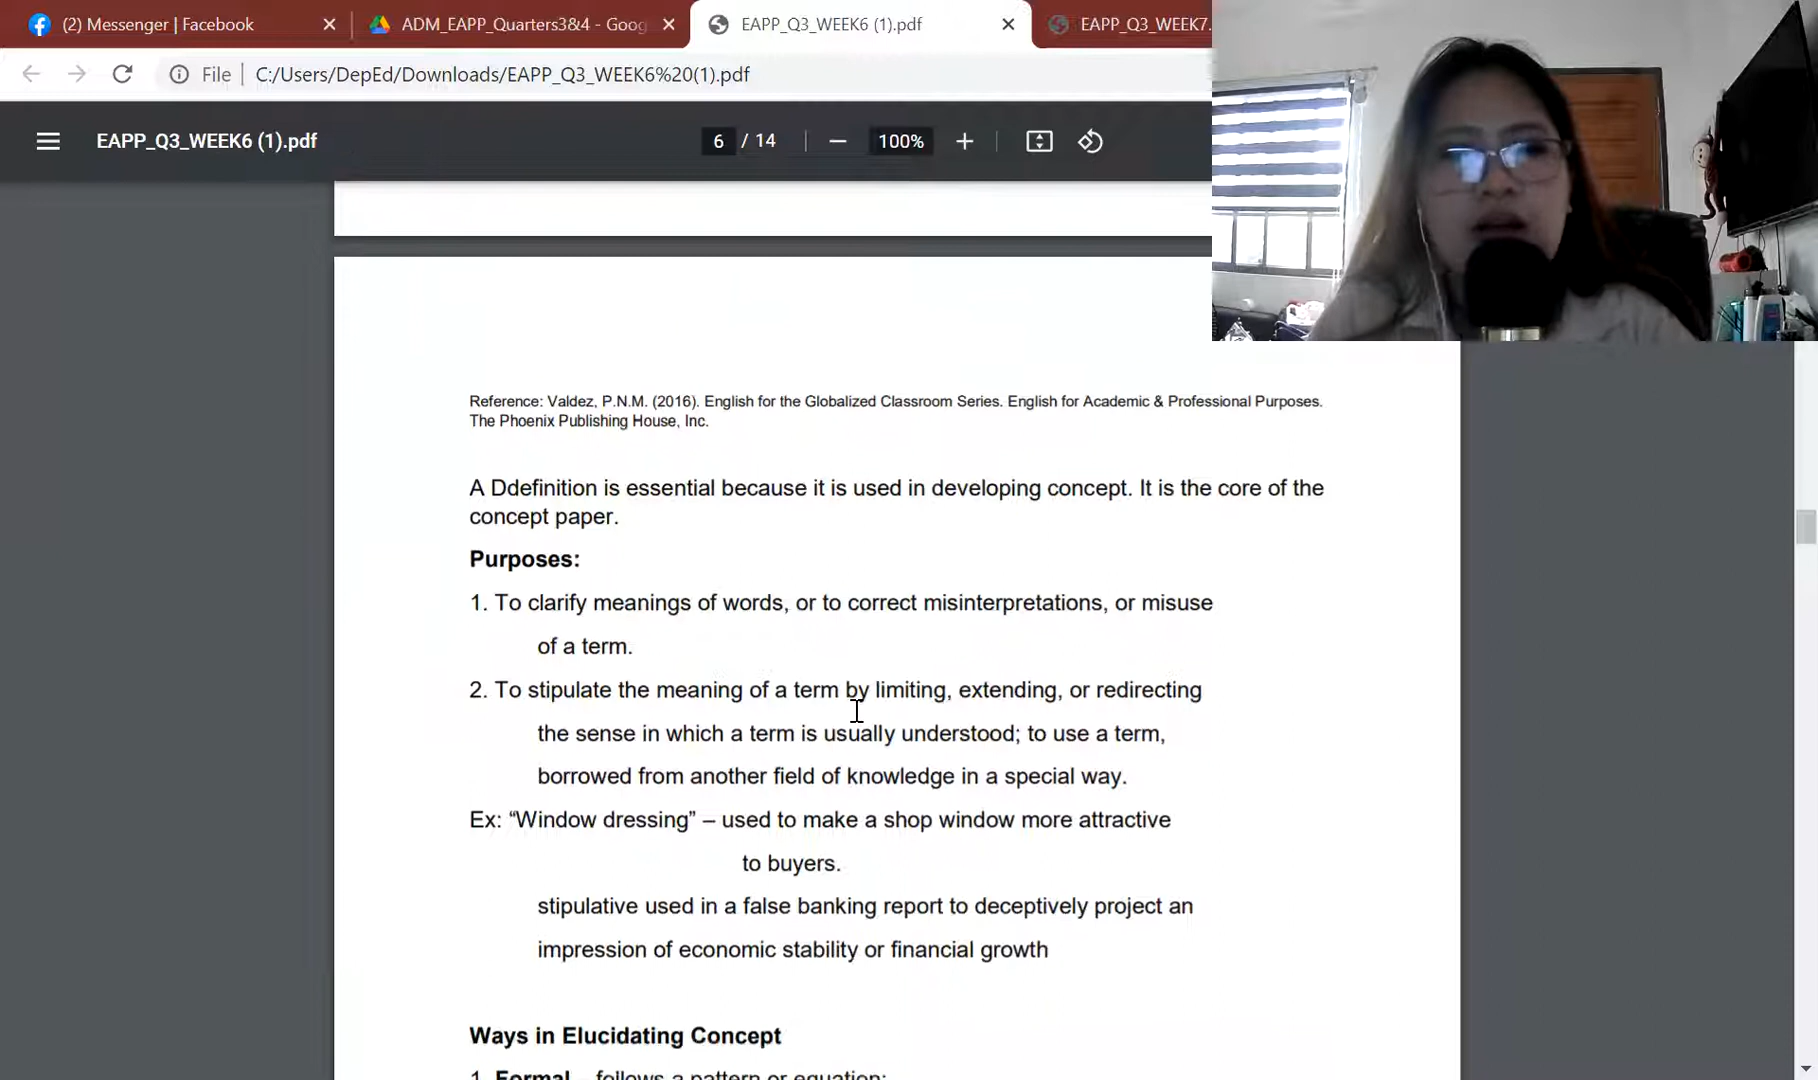 (2) Messenger | Facebook
ADM_EAPP_Quarters3&4 - Goog
EAPP_Q3_WEEK6 (1).pdf
EAPP_Q3_WEEK7.
File
C:/Users/DepEd/Downloads/EAPP_Q3_WEEK6%20(1).pdf
EAPP_Q3_WEEK6 (1).pdf
6 / 14
100%
Reference: Valdez, P.N.M. (2016). English for the Globalized Classroom Series. English for Academic & Professional Purposes.
The Phoenix Publishing House, Inc.
A Ddefinition is essential because it is used in developing concept. It is the core of the
concept paper.
Purposes:
1. To clarify meanings of words, or to correct misinterpretations, or misuse
of a term.
2. To stipulate the meaning of a term by limiting, extending, or redirecting
the sense in which a term is usually understood; to use a term,
borrowed from another field of knowledge in a special way.
Ex: “Window dressing” – used to make a shop window more attractive
to buyers.
stipulative used in a false banking report to deceptively project an
impression of economic stability or financial growth
Ways in Elucidating Concept
1. Formal – follows a pattern or equation: